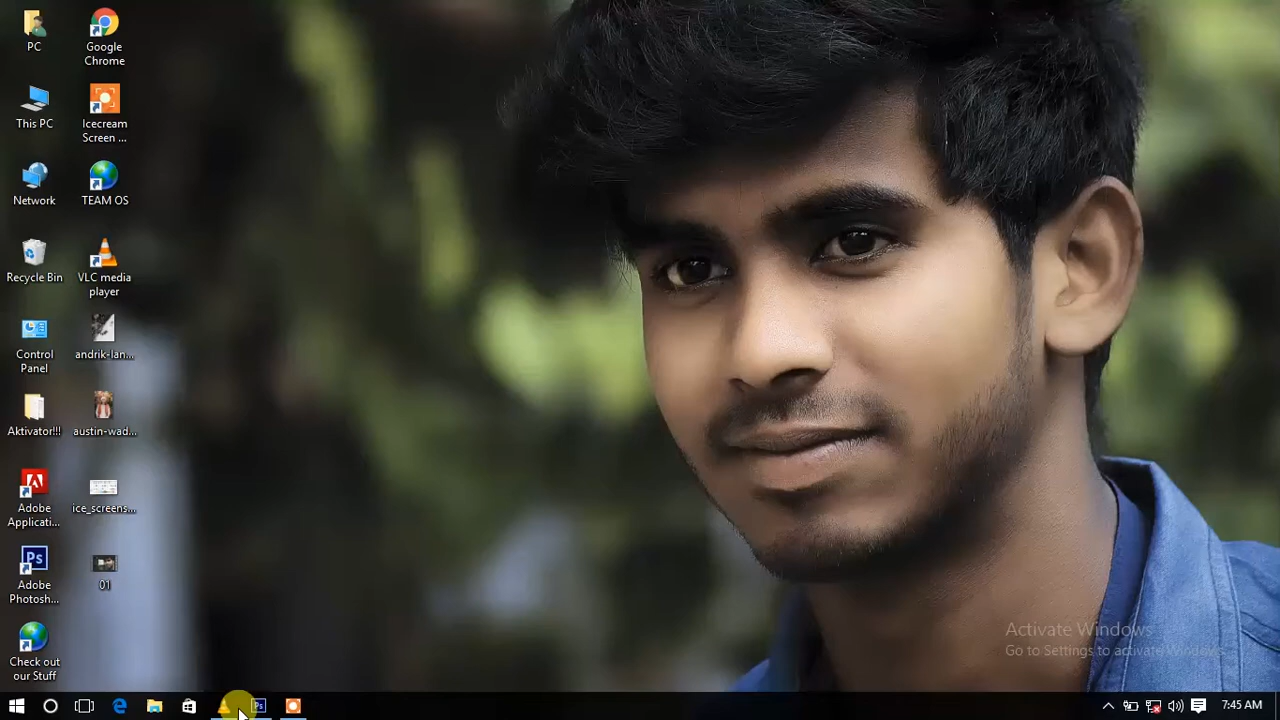 PC
Google
Chrome
This PC
Icecream
Screen ...
Network
TEAM OS
Recycle Bin
VLC media
player
Control
Panel
andrik-lan...
Aktivator!!!
austin-wad...
Adobe
Applicati...
ice_screens...
Ps
Adobe
Photosh...
01
Check out
our Stuff
Activate Windows
Go to Settings to activate Windows.
Ps
7:45 AM